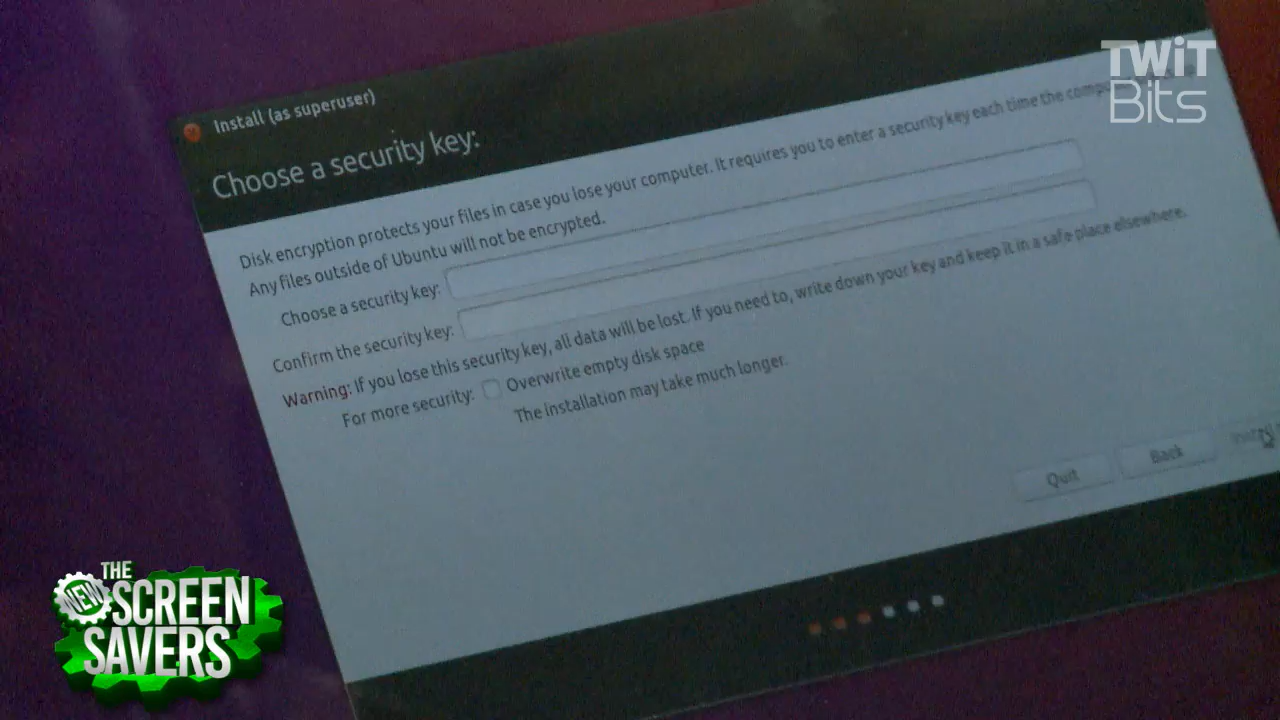 TWiT
Bits
Install (as superuser)
Choose a security key:
Disk encryption protects your files in case you lose your computer. It requires you to enter a security key each time the
Any files outside of Ubuntu will not be encrypted.
Choose a security key:
Confirm the security key:
Warning: If you lose this security key, all data will be lost. If you need to, write down your key and keep it in a safe place elsewhere.
For more security: Overwrite empty disk space
The installation may take much longer.
Quit
Back
THE
NEW
SCREEN
SAVERS